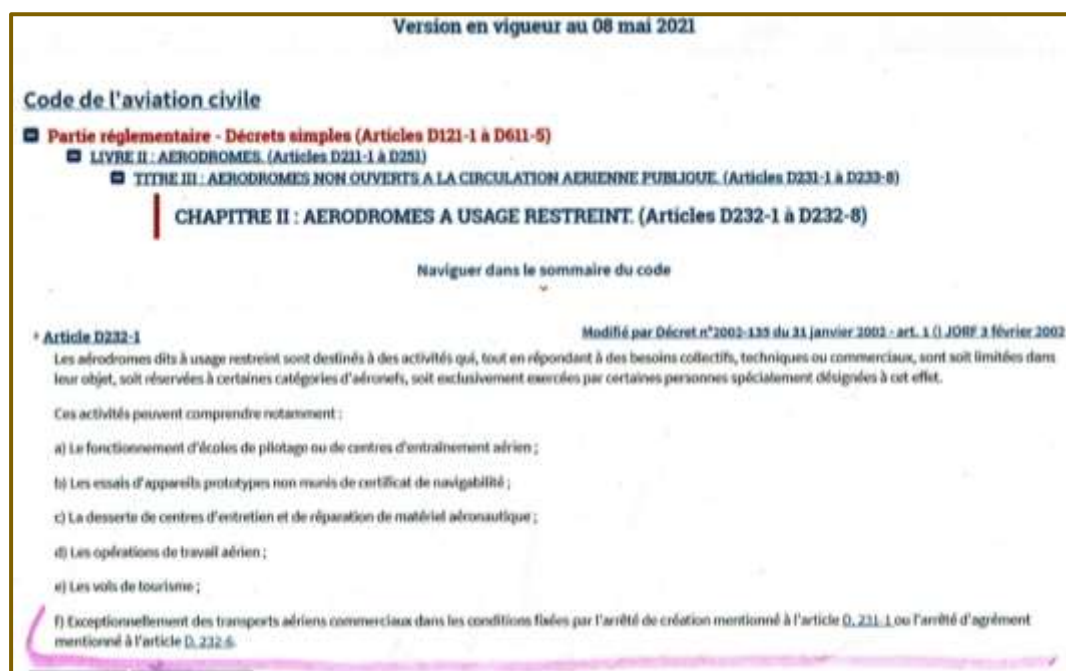 Version en vigueur au 08 mai 2021
Code de l'aviation civile
Partie réglementaire - Décrets simples (Articles D121-1 à D611-5)
LIVRE II : AERODROMES. (Articles D211-1 à D251)
TITRE III : AERODROMES NON OUVERTS A LA CIRCULATION AERIENNE PUBLIQUE. (Articles D231-1 à D233-8)
CHAPITRE II : AERODROMES A USAGE RESTREINT. (Articles D232-1 à D232-8)
Naviguer dans le sommaire du code
Article D232-1 Modifié par Décret n°2002-135 du 31 janvier 2002 - art. 1 () JORF 3 février 2002
Les aérodromes dits à usage restreint sont destinés à des activités qui, tout en répondant à des besoins collectifs, techniques ou commerciaux, sont soit limitées dans
leur objet, soit réservées à certaines catégories d'aéronefs, soit exclusivement exercées par certaines personnes spécialement désignées à cet effet.
Ces activités peuvent comprendre notamment :
a) Le fonctionnement d'écoles de pilotage ou de centres d'entraînement aérien ;
b) Les essais d'appareils prototypes non munis de certificat de navigabilité ;
c) La desserte de centres d'entretien et de réparation de matériel aéronautique ;
d) Les opérations de travail aérien ;
e) Les vols de tourisme ;
f) Exceptionnellement des transports aériens commerciaux dans les conditions fixées par l'arrêté de création mentionné à l'article D. 231-1 ou l'arrêté d'agrément
mentionné à l'article D. 232-6.